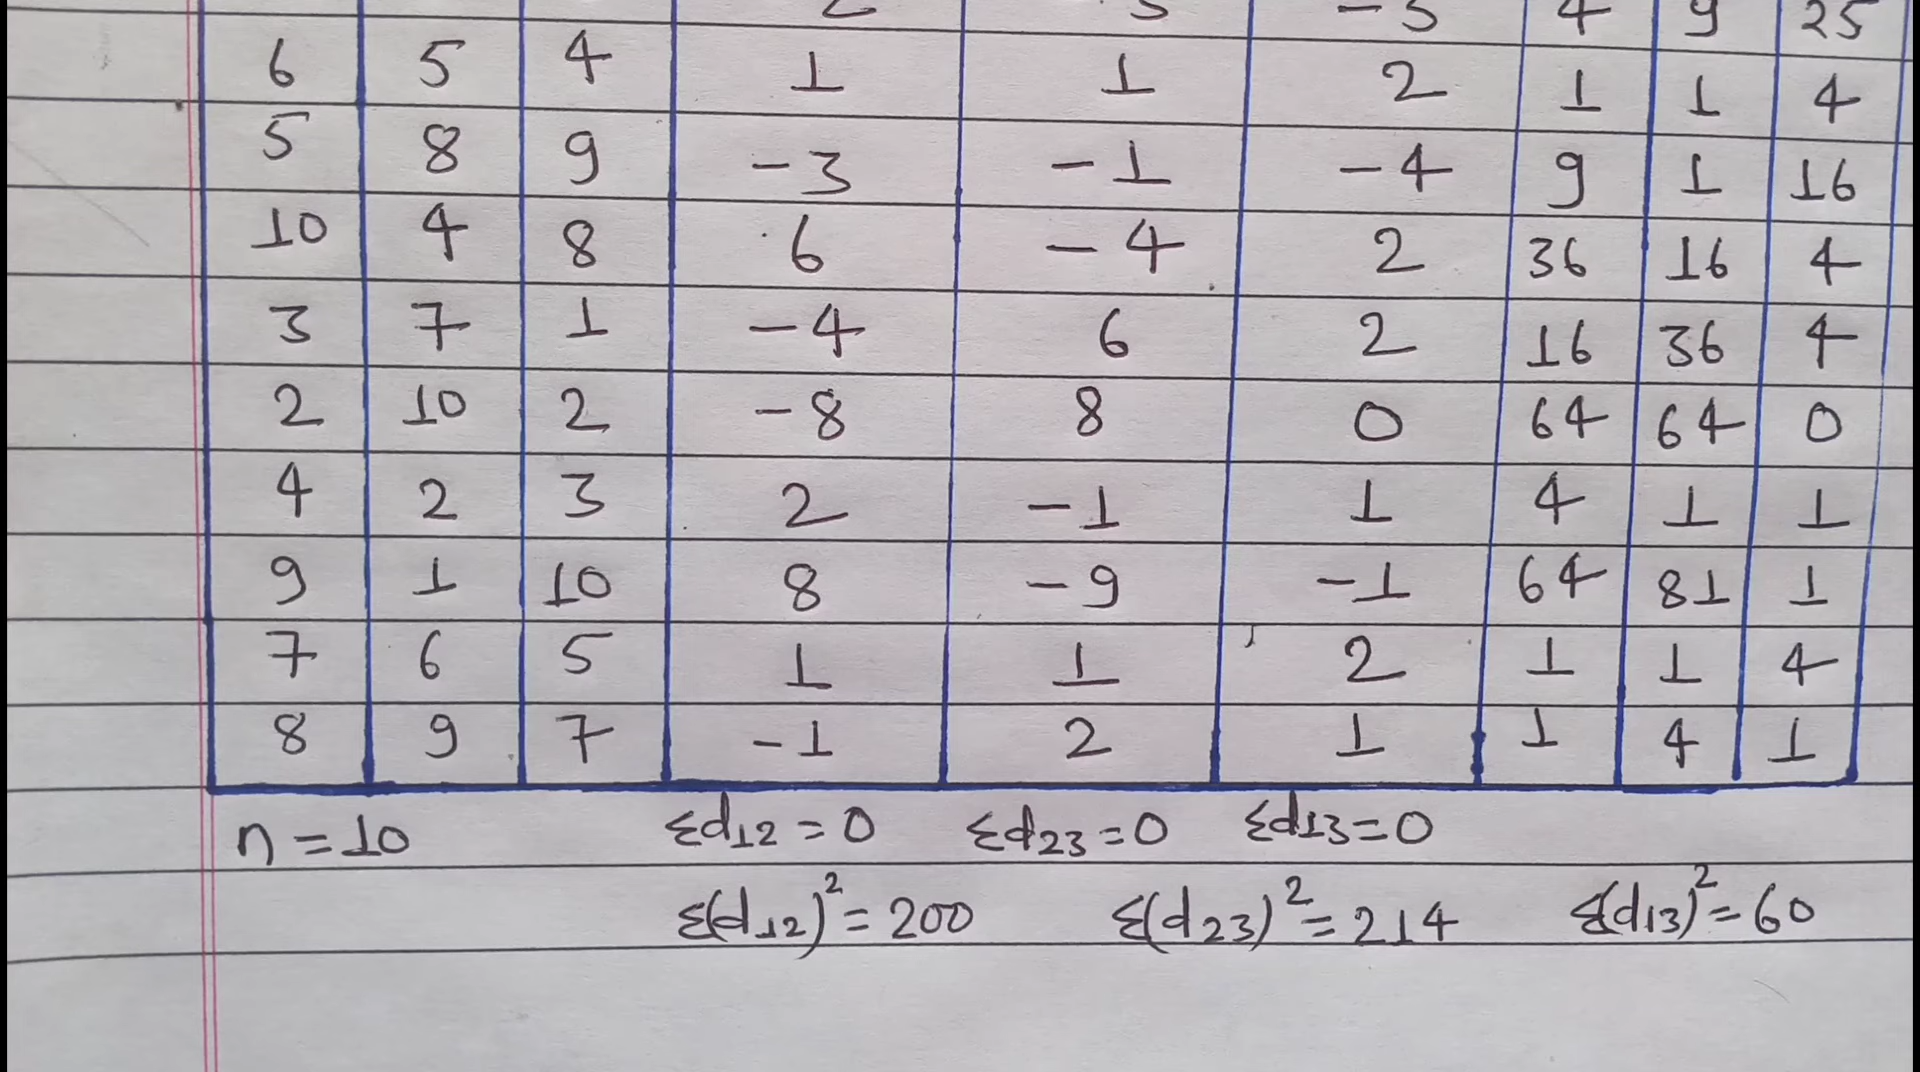 4 9 25
6 5 4 1 1 2 1 1 4
5 8 9 -3 -1 -4 9 1 16
10 4 8 6 -4 2 36 16 4
3 7 1 -4 6 2 16 36 4
2 10 2 -8 8 0 64 64 0
4 2 3 2 -1 1 4 1 1
9 1 10 8 -9 -1 64 81 1
7 6 5 1 1 2 1 1 4
8 9 7 -1 2 1 1 4 1
n = 10 Σd₁₂ = 0 Σd₂₃ = 0 Σd₁₃ = 0
Σ(d₁₂)² = 200 Σ(d₂₃)² = 214 Σ(d₁₃)² = 60